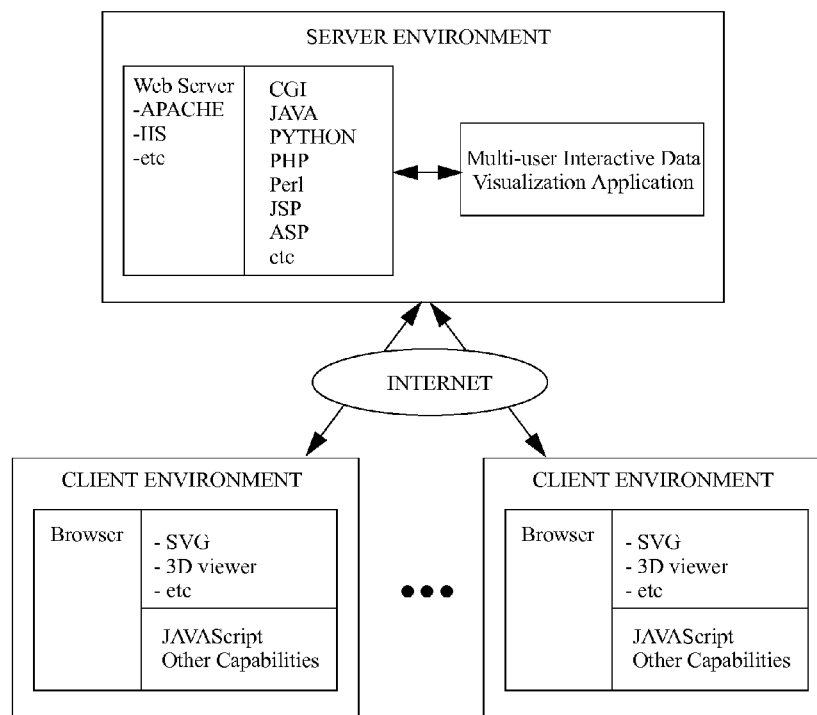 SERVER ENVIRONMENT
Web Server
-APACHE
-IIS
-etc
CGI
JAVA
PYTHON
PHP
Perl
JSP
ASP
etc
Multi-user Interactive Data
Visualization Application
INTERNET
CLIENT ENVIRONMENT
Browser
- SVG
- 3D viewer
- etc
JAVAScript
Other Capabilities
CLIENT ENVIRONMENT
Browser
- SVG
- 3D viewer
- etc
JAVAScript
Other Capabilities